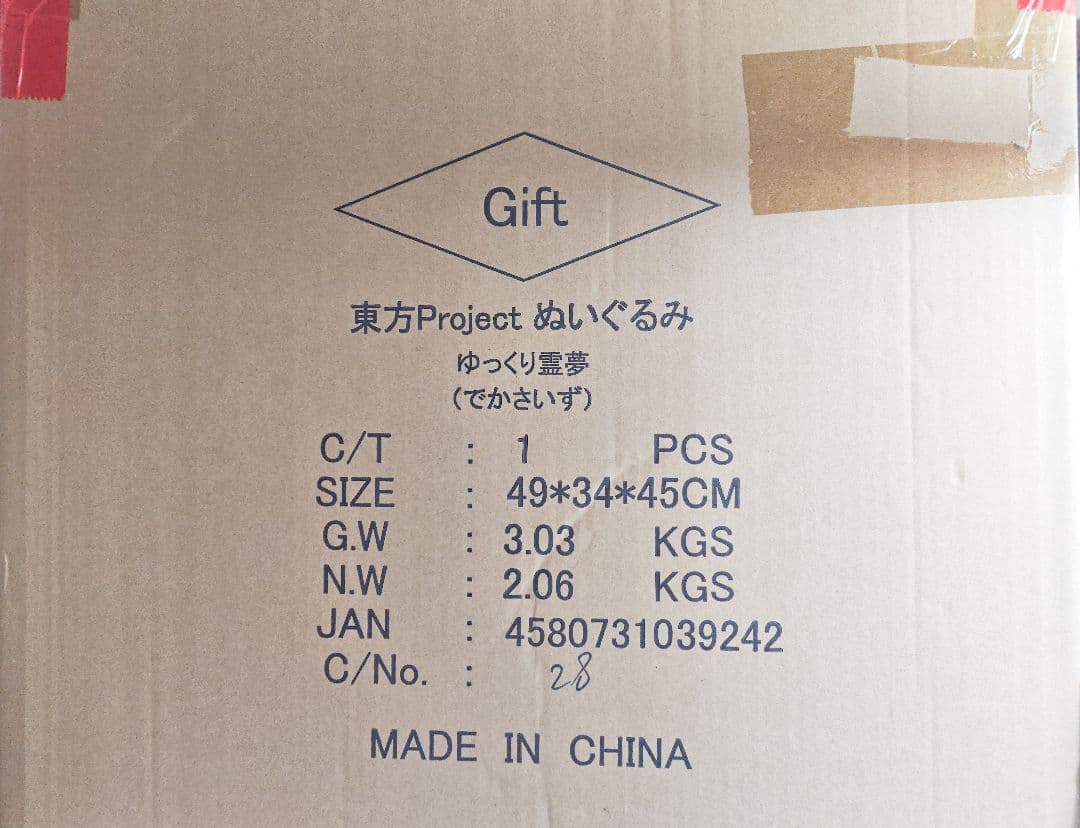 Gift
東方Project ぬいぐるみ
ゆっくり霊夢
(でかさいず)
C/T : 1 PCS
SIZE : 49*34*45CM
G.W : 3.03 KGS
N.W : 2.06 KGS
JAN : 4580731039242
C/No. : 28
MADE IN CHINA